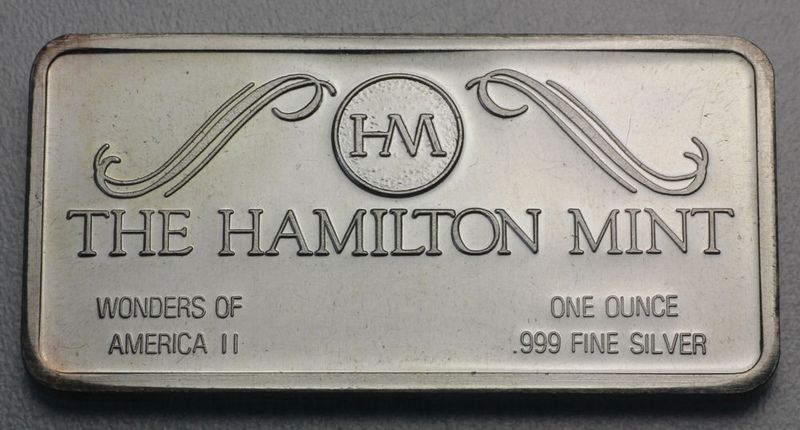 HM
THE HAMILTON MINT
WONDERS OF
AMERICA II
ONE OUNCE
.999 FINE SILVER